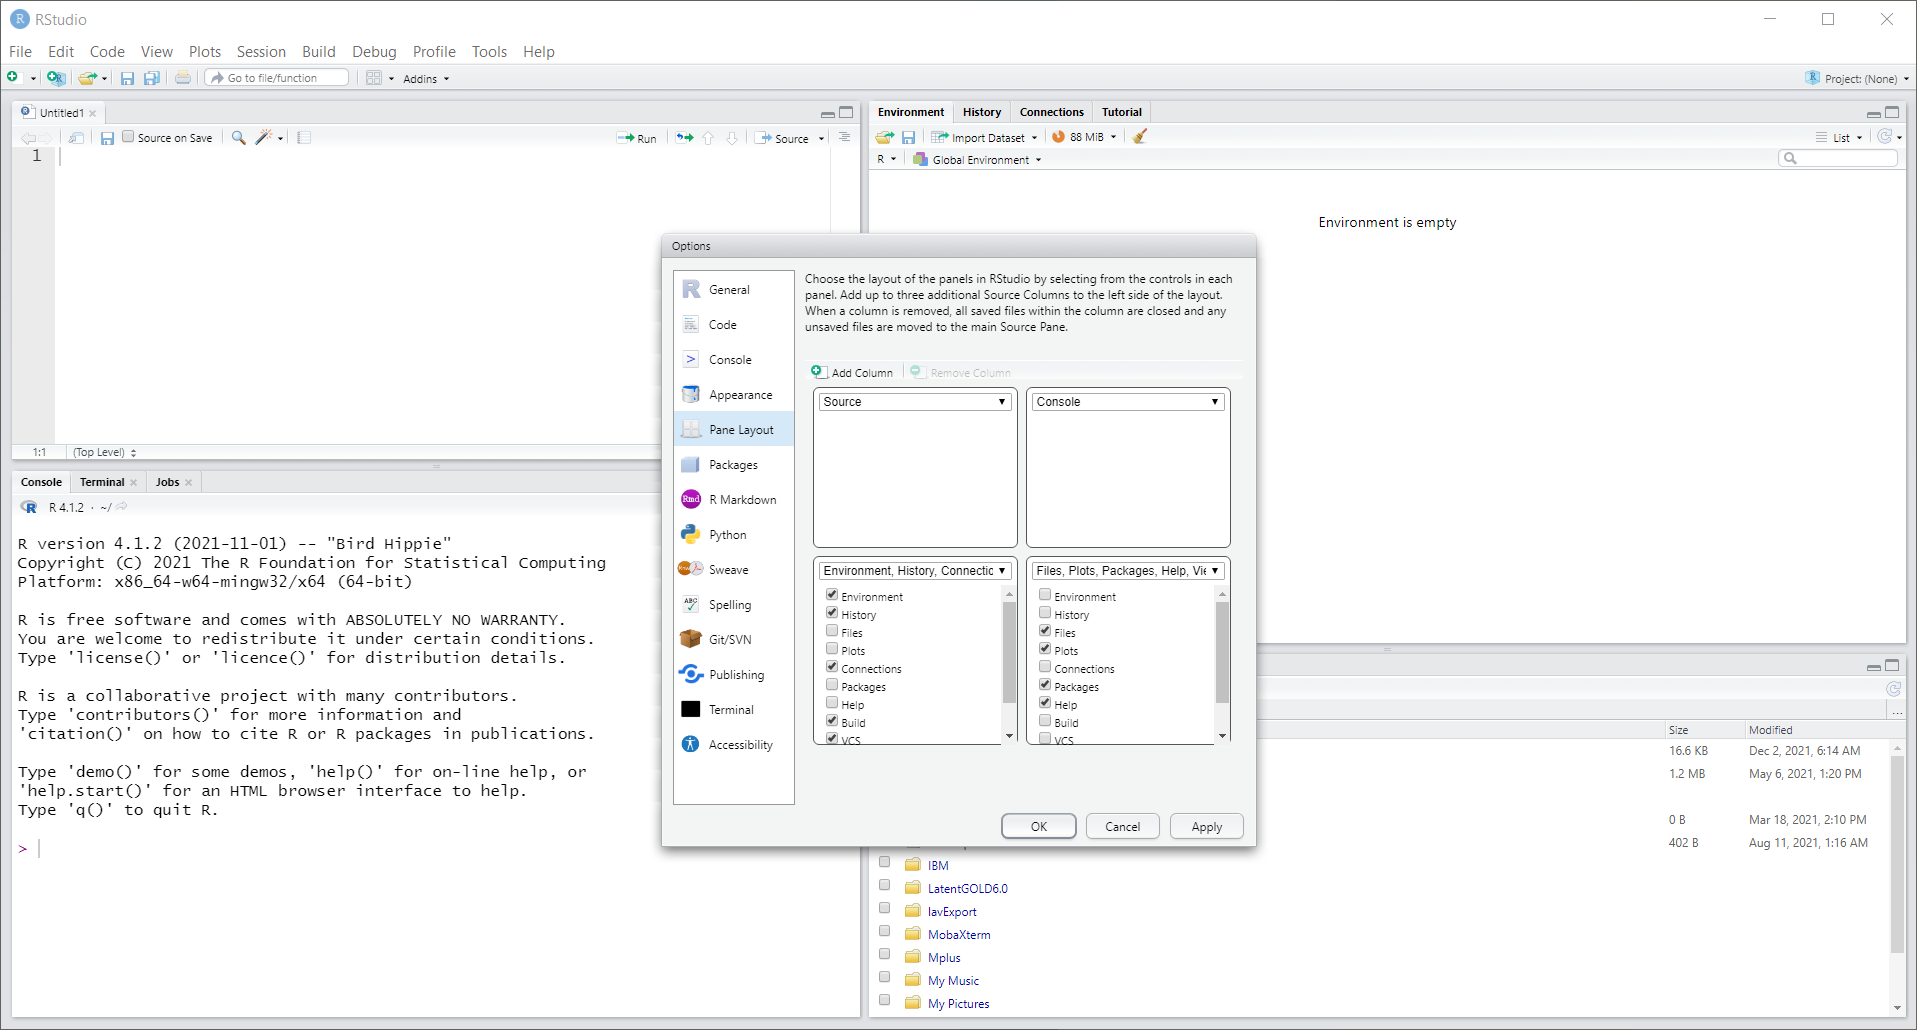 RStudio
File Edit Code View Plots Session Build Debug Profile Tools Help
Go to file/function Addins Project: (None)
Untitled1
Source on Save Run Source
1
1:1 (Top Level)
Console Terminal Jobs
R 4.1.2 · ~/
R version 4.1.2 (2021-11-01) -- "Bird Hippie"
Copyright (C) 2021 The R Foundation for Statistical Computing
Platform: x86_64-w64-mingw32/x64 (64-bit)
R is free software and comes with ABSOLUTELY NO WARRANTY.
You are welcome to redistribute it under certain conditions.
Type 'license()' or 'licence()' for distribution details.
R is a collaborative project with many contributors.
Type 'contributors()' for more information and
'citation()' on how to cite R or R packages in publications.
Type 'demo()' for some demos, 'help()' for on-line help, or
'help.start()' for an HTML browser interface to help.
Type 'q()' to quit R.
>
Environment History Connections Tutorial
Import Dataset 88 MiB List
R Global Environment
Environment is empty
Options
General
Code
Console
Appearance
Pane Layout
Packages
R Markdown
Python
Sweave
Spelling
Git/SVN
Publishing
Terminal
Accessibility
Choose the layout of the panels in RStudio by selecting from the controls in each
panel. Add up to three additional Source Columns to the left side of the layout.
When a column is removed, all saved files within the column are closed and any
unsaved files are moved to the main Source Pane.
Add Column Remove Column
Source
Console
Environment, History, Connectic
Environment
History
Files
Plots
Connections
Packages
Help
Build
VCS
Files, Plots, Packages, Help, Vie
Environment
History
Files
Plots
Connections
Packages
Help
Build
VCS
OK Cancel Apply
...
Size Modified
16.6 KB Dec 2, 2021, 6:14 AM
1.2 MB May 6, 2021, 1:20 PM
0 B Mar 18, 2021, 2:10 PM
402 B Aug 11, 2021, 1:16 AM
IBM
LatentGOLD6.0
lavExport
MobaXterm
Mplus
My Music
My Pictures